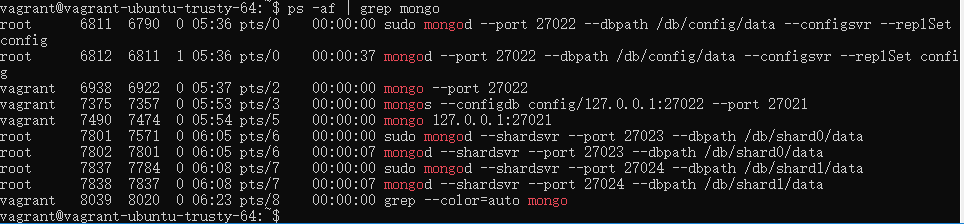 vagrant@vagrant-ubuntu-trusty-64:~$ ps -af | grep mongo
root      6811  6790  0 05:36 pts/0    00:00:00 sudo mongod --port 27022 --dbpath /db/config/data --configsvr --replSet
config
root      6812  6811  1 05:36 pts/0    00:00:37 mongod --port 27022 --dbpath /db/config/data --configsvr --replSet confi
g
vagrant   6938  6922  0 05:37 pts/2    00:00:00 mongo --port 27022
vagrant   7375  7357  0 05:53 pts/3    00:00:00 mongos --configdb config/127.0.0.1:27022 --port 27021
vagrant   7490  7474  0 05:54 pts/5    00:00:00 mongo 127.0.0.1:27021
root      7801  7571  0 06:05 pts/6    00:00:00 sudo mongod --shardsvr --port 27023 --dbpath /db/shard0/data
root      7802  7801  0 06:05 pts/6    00:00:07 mongod --shardsvr --port 27023 --dbpath /db/shard0/data
root      7837  7784  0 06:08 pts/7    00:00:00 sudo mongod --shardsvr --port 27024 --dbpath /db/shard1/data
root      7838  7837  0 06:08 pts/7    00:00:07 mongod --shardsvr --port 27024 --dbpath /db/shard1/data
vagrant   8039  8020  0 06:23 pts/8    00:00:00 grep --color=auto mongo
vagrant@vagrant-ubuntu-trusty-64:~$